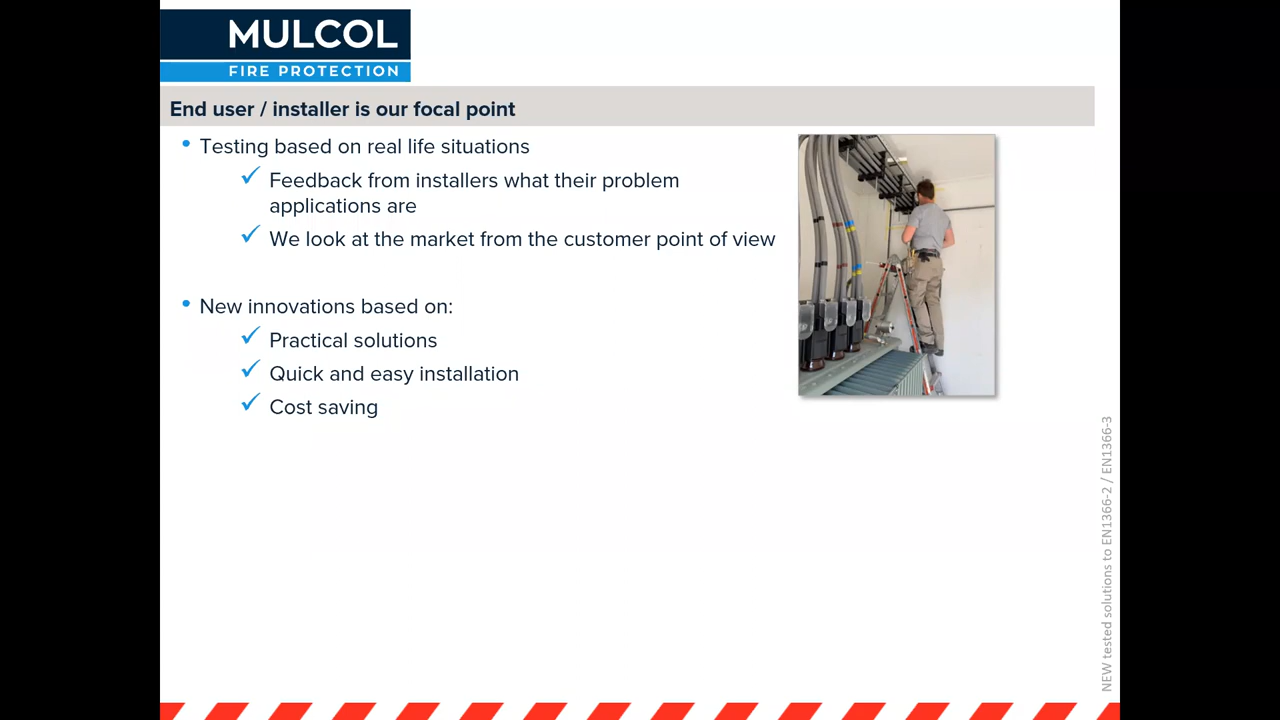 MULCOL
FIRE PROTECTION
End user / installer is our focal point
• Testing based on real life situations
✓ Feedback from installers what their problem
applications are
✓ We look at the market from the customer point of view
• New innovations based on:
✓ Practical solutions
✓ Quick and easy installation
✓ Cost saving
NEW tested solutions to EN1366-2 / EN1366-3